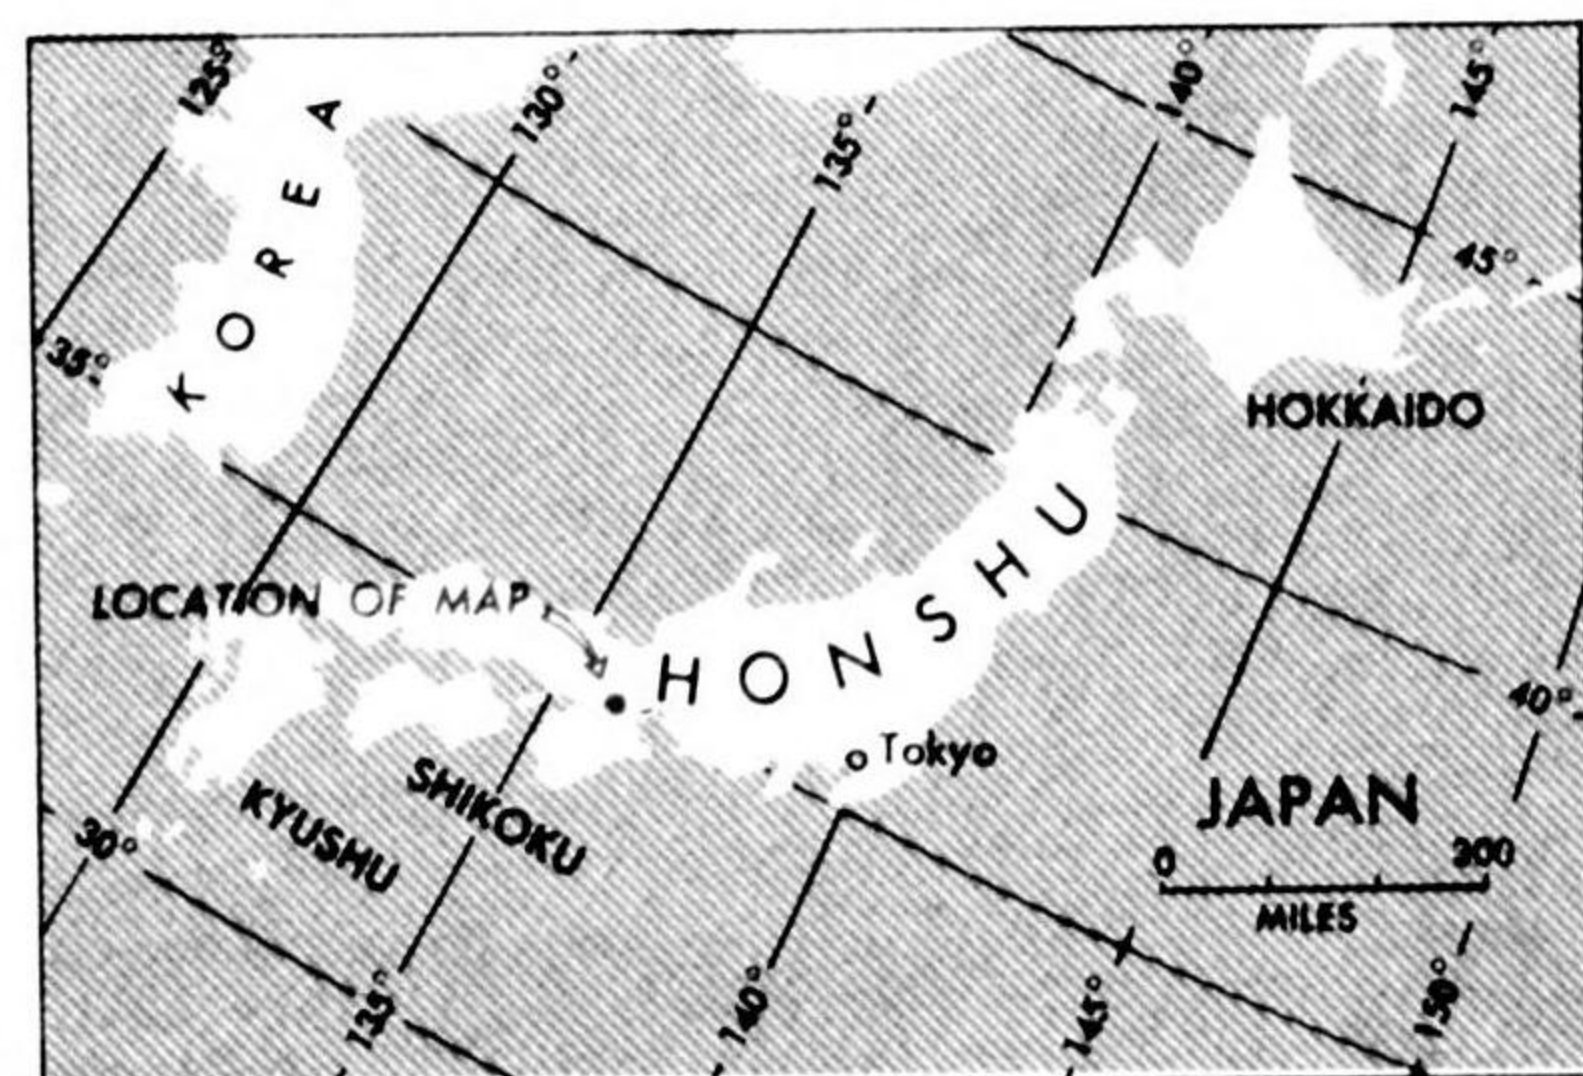 125°
130°
135°
140°
145°
KOREA
45°
35°
HOKKAIDO
LOCATION OF MAP
HONSHU
40°
Tokyo
SHIKOKU
KYUSHU
JAPAN
30°
0 300
MILES
135°
140°
145°
150°